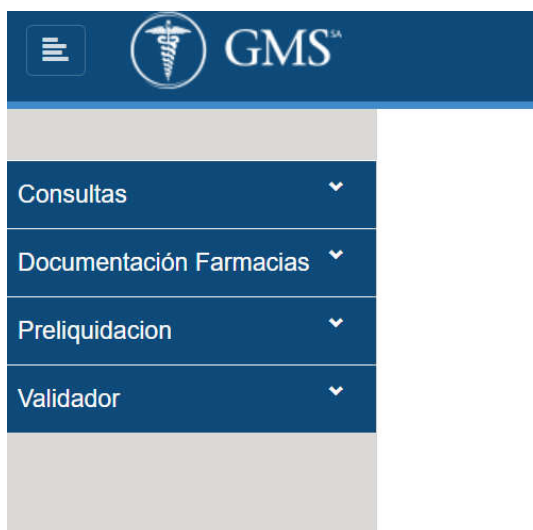 GMS SA
Consultas
Documentación Farmacias
Preliquidacion
Validador